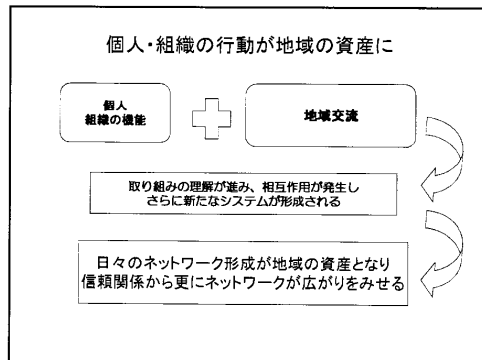 個人・組織の行動が地域の資産に
個人
組織の機能
地域交流
取り組みの理解が進み、相互作用が発生し
さらに新たなシステムが形成される
日々のネットワーク形成が地域の資産となり
信頼関係から更にネットワークが広がりをみせる